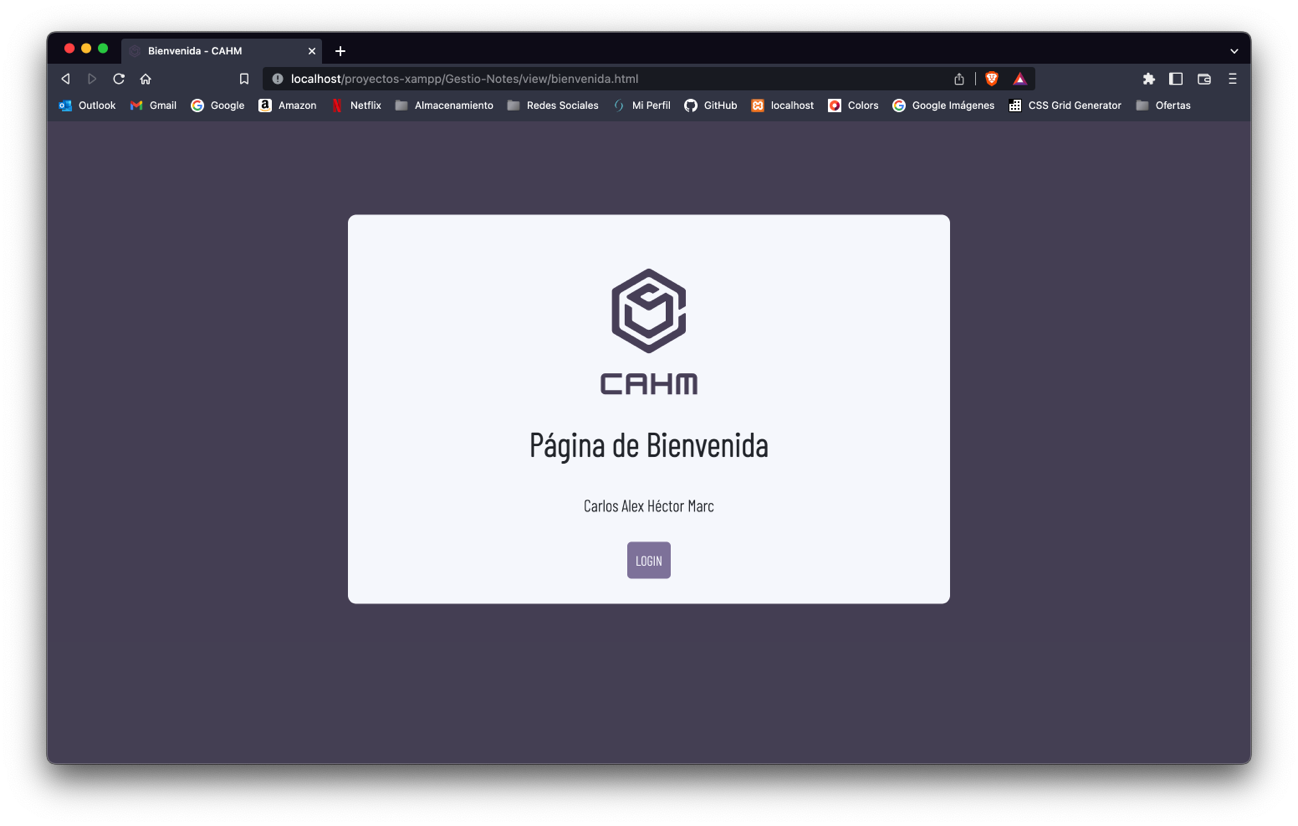 Bienvenida - CAHM
localhost/proyectos-xampp/Gestio-Notes/view/bienvenida.html
Outlook Gmail Google Amazon Netflix Almacenamiento Redes Sociales Mi Perfil GitHub localhost Colors Google Imágenes CSS Grid Generator Ofertas
CAHM
Página de Bienvenida
Carlos Alex Héctor Marc
LOGIN